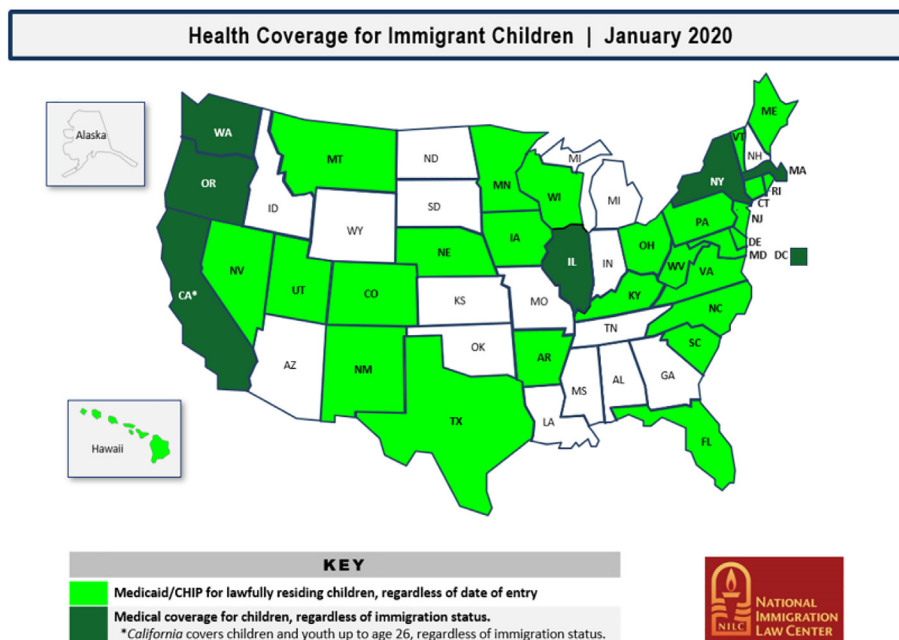 Health Coverage for Immigrant Children | January 2020
Alaska
WA
MT
ND
ME
VT
NH
MA
OR
MN
MI
NY
ID
SD
WI
MI
RI
CT
WY
IA
PA
NJ
NE
OH
DE
NV
IL
IN
MD
DC
UT
CO
WV
VA
CA*
KS
MO
KY
NC
TN
AZ
OK
AR
SC
NM
MS
AL
GA
TX
LA
FL
Hawaii
KEY
Medicaid/CHIP for lawfully residing children, regardless of date of entry
Medical coverage for children, regardless of immigration status.
*California covers children and youth up to age 26, regardless of immigration status.
NILC
NATIONAL
IMMIGRATION
LAW CENTER